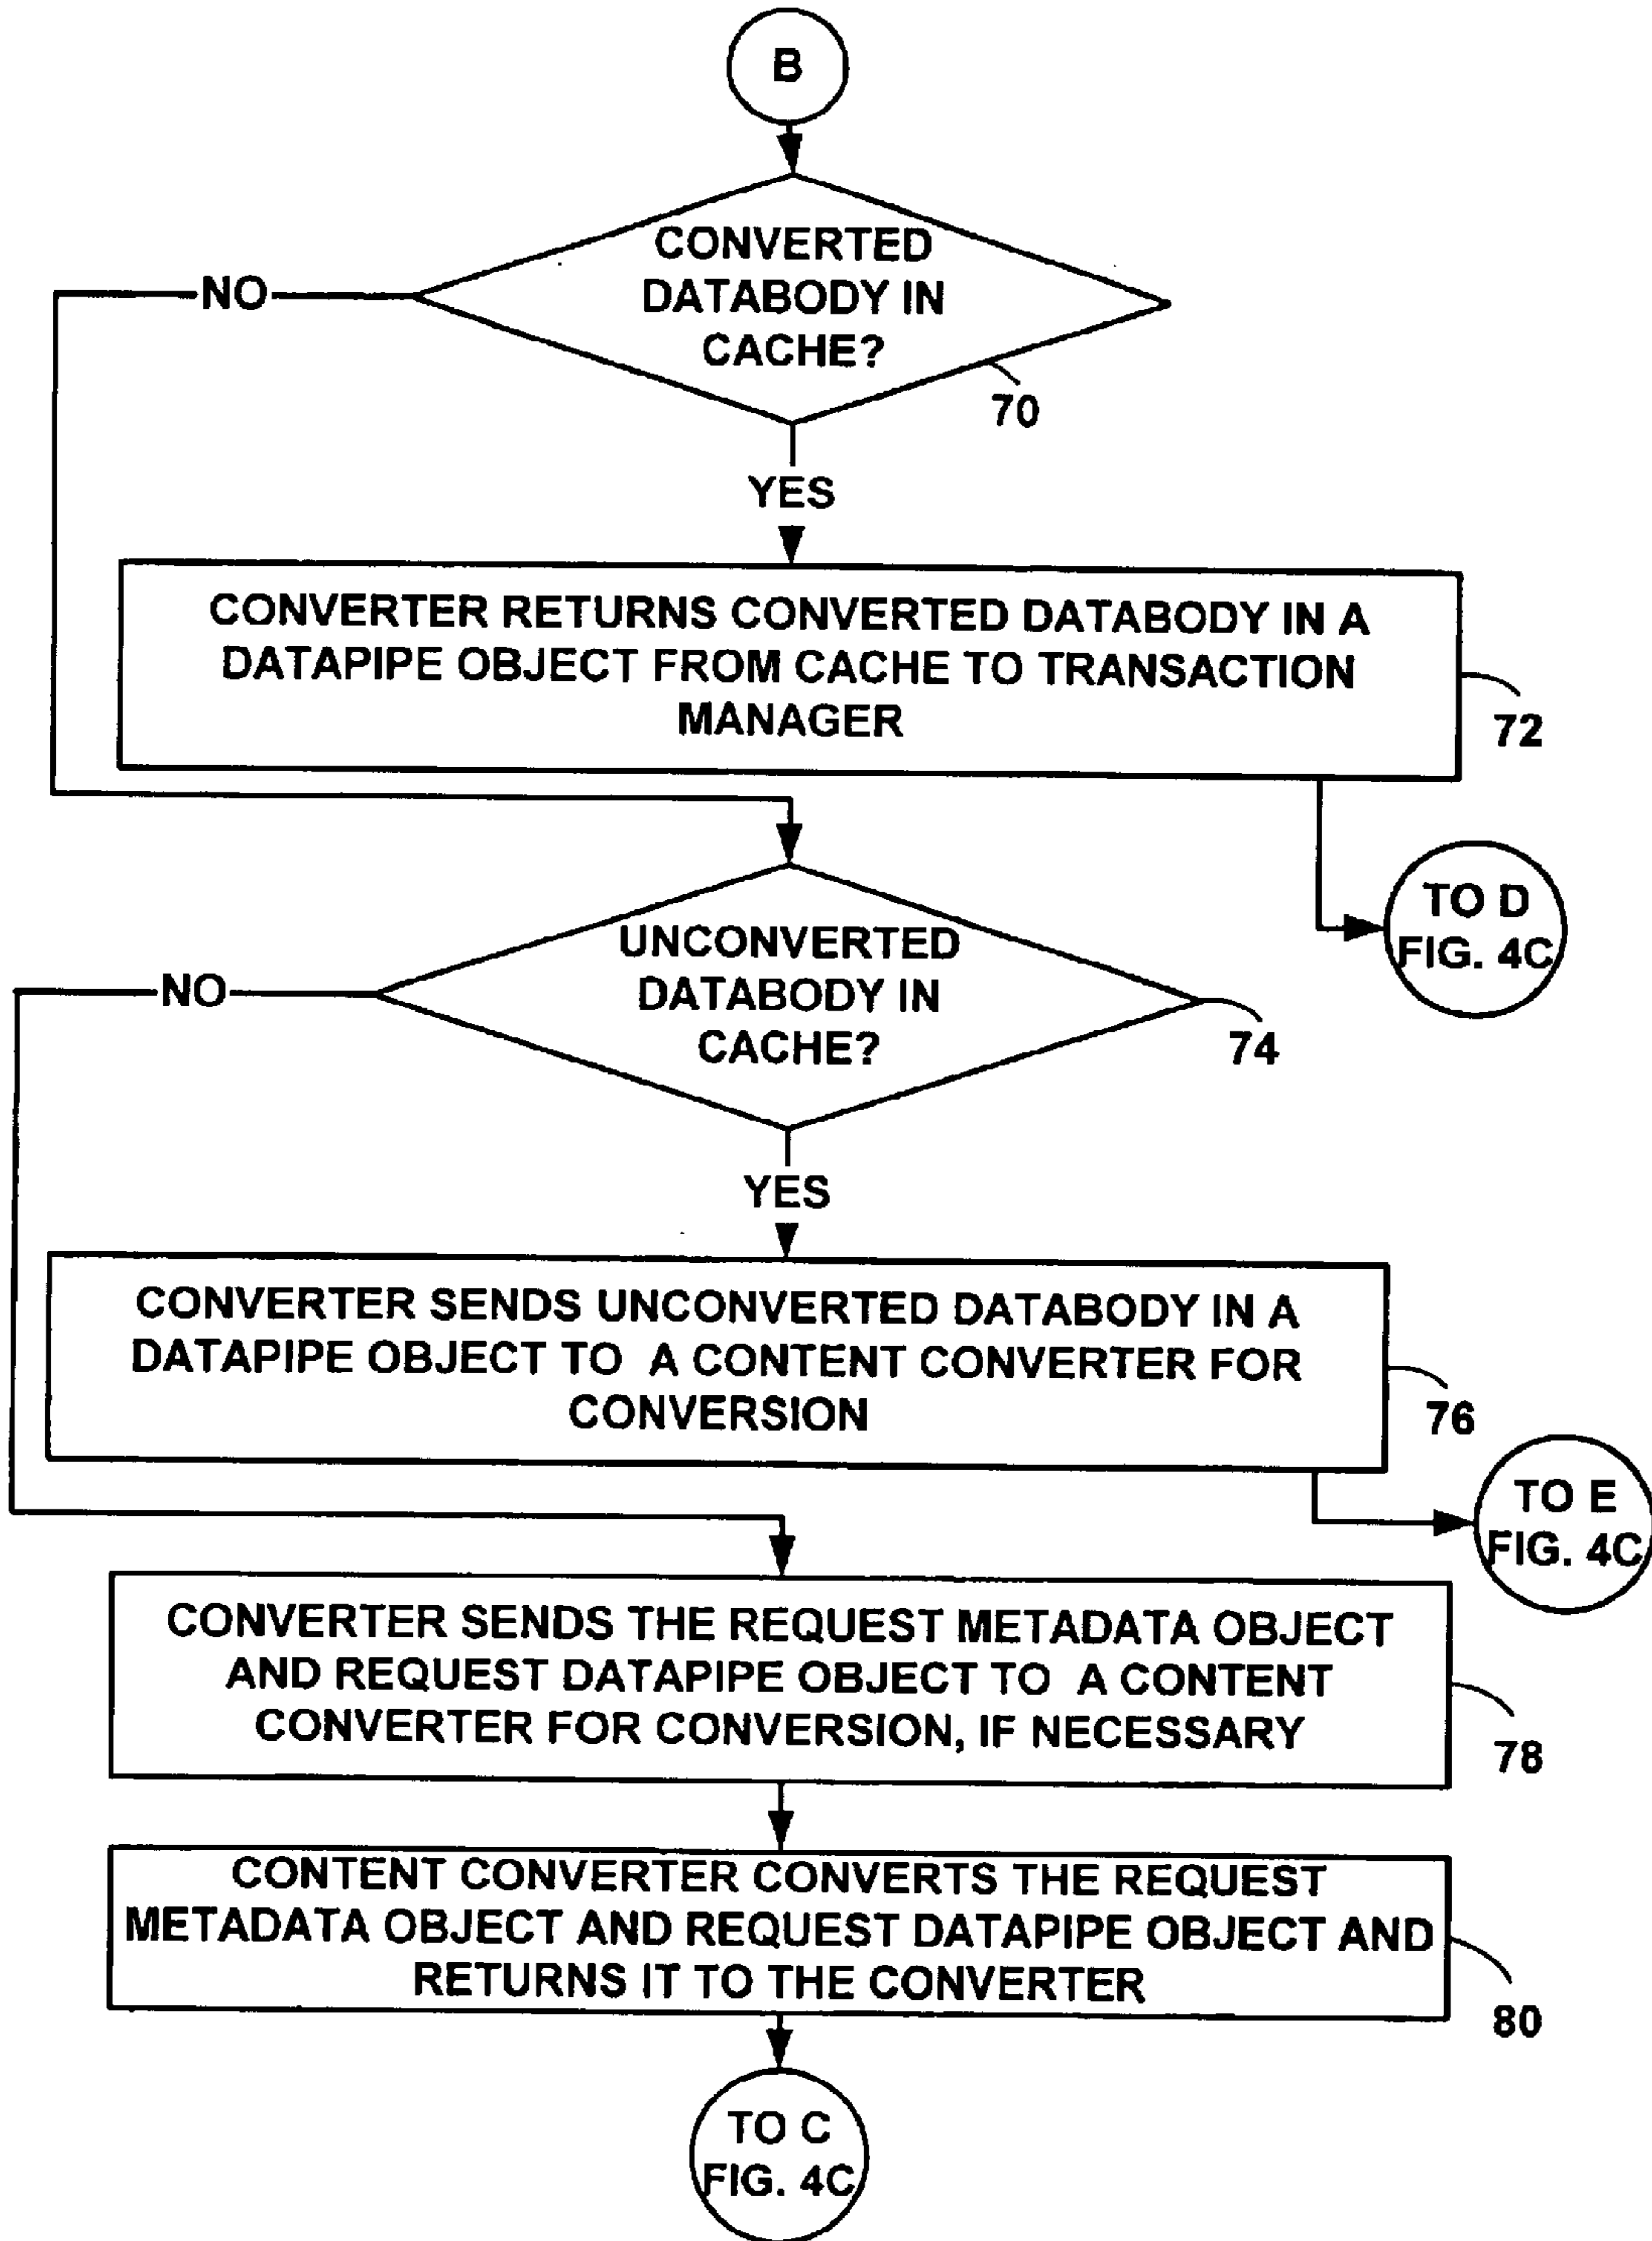 B
CONVERTED
DATABODY IN
CACHE?
NO
70
YES
CONVERTER RETURNS CONVERTED DATABODY IN A
DATAPIPE OBJECT FROM CACHE TO TRANSACTION
MANAGER
72
TO D
FIG. 4C
UNCONVERTED
DATABODY IN
CACHE?
NO
74
YES
CONVERTER SENDS UNCONVERTED DATABODY IN A
DATAPIPE OBJECT TO A CONTENT CONVERTER FOR
CONVERSION
76
TO E
FIG. 4C
CONVERTER SENDS THE REQUEST METADATA OBJECT
AND REQUEST DATAPIPE OBJECT TO A CONTENT
CONVERTER FOR CONVERSION, IF NECESSARY
78
CONTENT CONVERTER CONVERTS THE REQUEST
METADATA OBJECT AND REQUEST DATAPIPE OBJECT AND
RETURNS IT TO THE CONVERTER
80
TO C
FIG. 4C